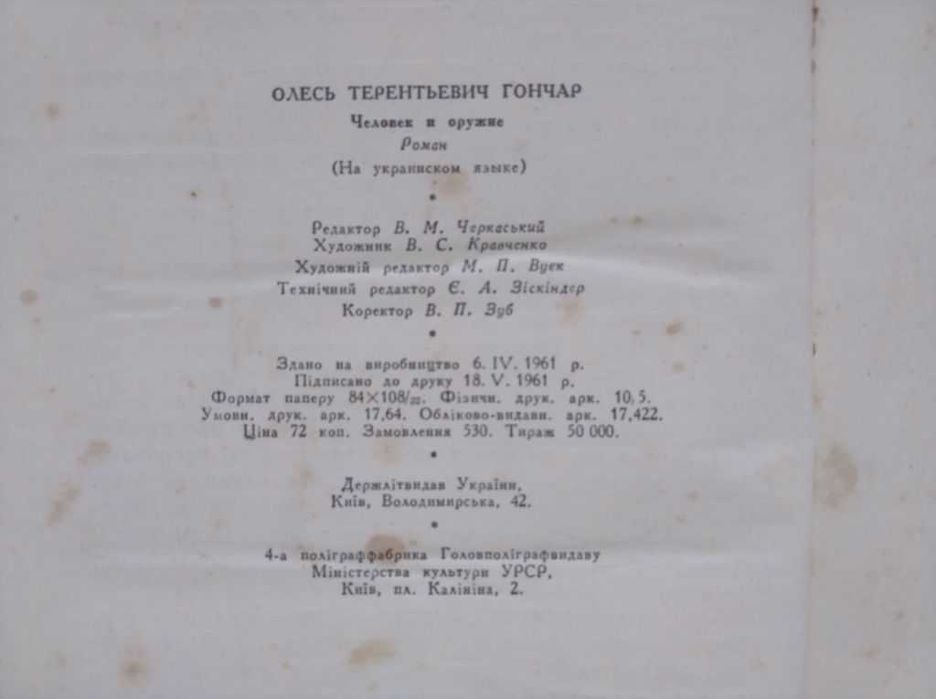 ОЛЕСЬ ТЕРЕНТЬЕВИЧ ГОНЧАР
Человек и оружие
Роман
(На украинском языке)
Редактор В. М. Черкаський
Художник В. С. Кравченко
Художній редактор М. П. Вуек
Технічний редактор Є. А. Зіскіндер
Коректор В. П. Зуб
Здано на виробництво 6. IV. 1961 р.
Підписано до друку 18. V. 1961 р.
Формат паперу 84×108/32. Фізичн. друк. арк. 10,5.
Умовн. друк. арк. 17,64. Обліково-видавн. арк. 17,422.
Ціна 72 коп. Замовлення 530. Тираж 50 000.
Держлітвидав України,
Київ, Володимирська, 42.
4-а поліграффабрика Головполіграфвидаву
Міністерства культури УРСР,
Київ, пл. Калініна, 2.